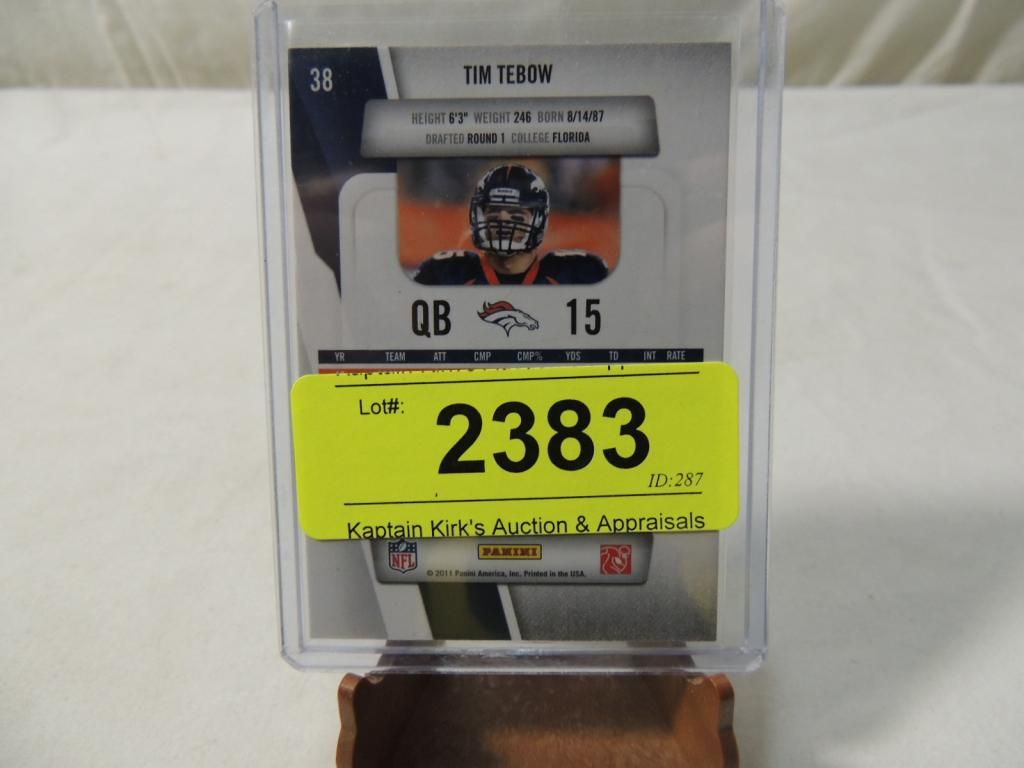 38
TIM TEBOW
HEIGHT 6'3" WEIGHT 246 BORN 8/14/87
DRAFTED ROUND 1 COLLEGE FLORIDA
QB 15
YR TEAM ATT CMP CMP% YDS TD INT RATE
Lot#: 2383
ID:287
Kaptain Kirk's Auction & Appraisals
NFL PANINI
© 2011 Panini America, Inc. Printed in the USA.